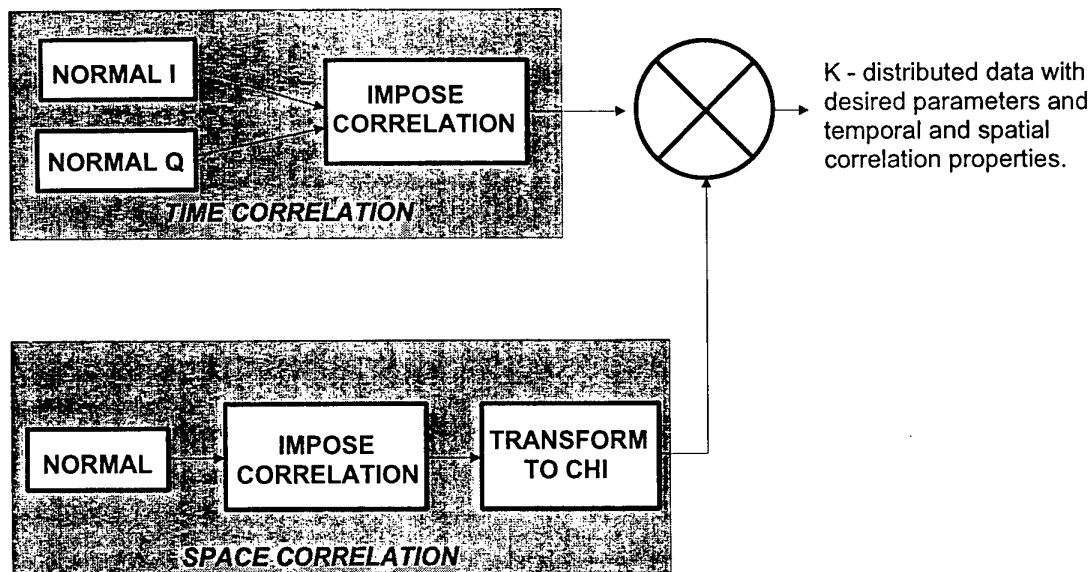 NORMAL I
NORMAL Q
IMPOSE
CORRELATION
TIME CORRELATION
K - distributed data with
desired parameters and
temporal and spatial
correlation properties.
NORMAL
IMPOSE
CORRELATION
TRANSFORM
TO CHI
SPACE CORRELATION